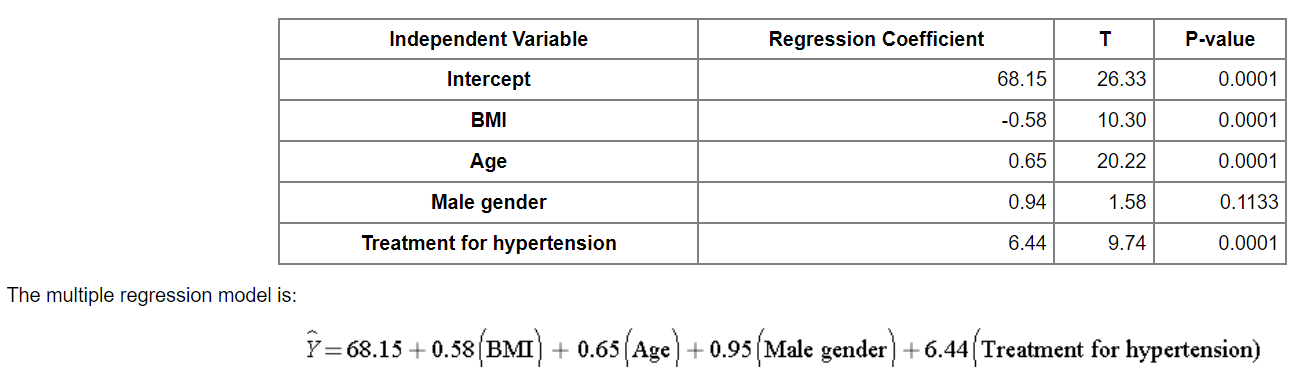 Independent Variable Regression Coefficient T P-value
Intercept 68.15 26.33 0.0001
BMI -0.58 10.30 0.0001
Age 0.65 20.22 0.0001
Male gender 0.94 1.58 0.1133
Treatment for hypertension 6.44 9.74 0.0001
The multiple regression model is:
Ŷ = 68.15 + 0.58 (BMI) + 0.65 (Age) + 0.95 (Male gender) + 6.44 (Treatment for hypertension)